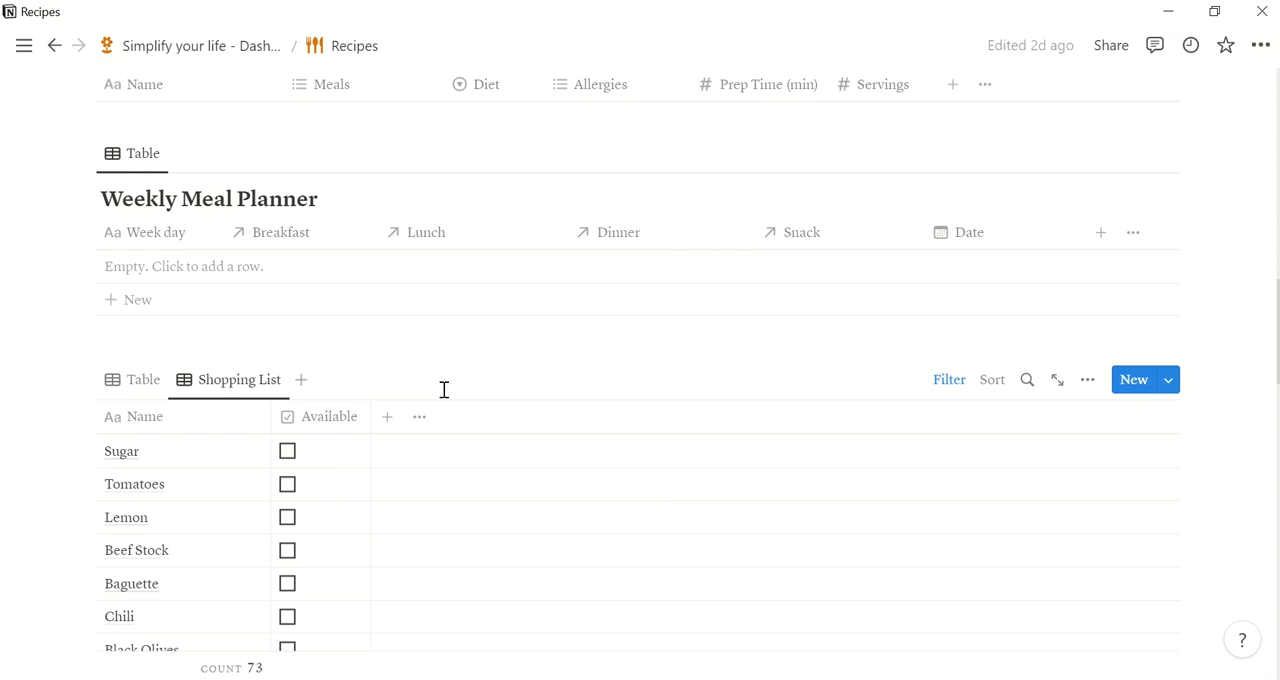 Recipes
Simplify your life - Dash... / Recipes Edited 2d ago Share
Aa Name Meals Diet Allergies # Prep Time (min) # Servings + ...
Table
Weekly Meal Planner
Aa Week day Breakfast Lunch Dinner Snack Date + ...
Empty. Click to add a row.
+ New
Table Shopping List + Filter Sort ... New
Aa Name Available + ...
Sugar
Tomatoes
Lemon
Beef Stock
Baguette
Chili
Black Olives
COUNT 73
?